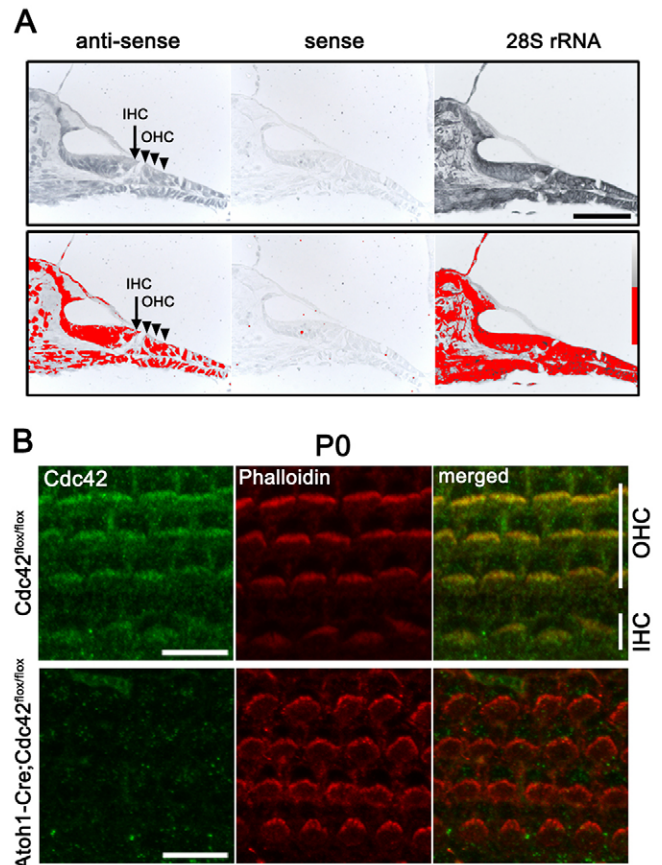 A
anti-sense sense 28S rRNA
IHC
OHC
IHC
OHC
B
P0
Cdc42 Phalloidin merged
Cdc42flox/flox
OHC
IHC
Atoh1-Cre;Cdc42flox/flox